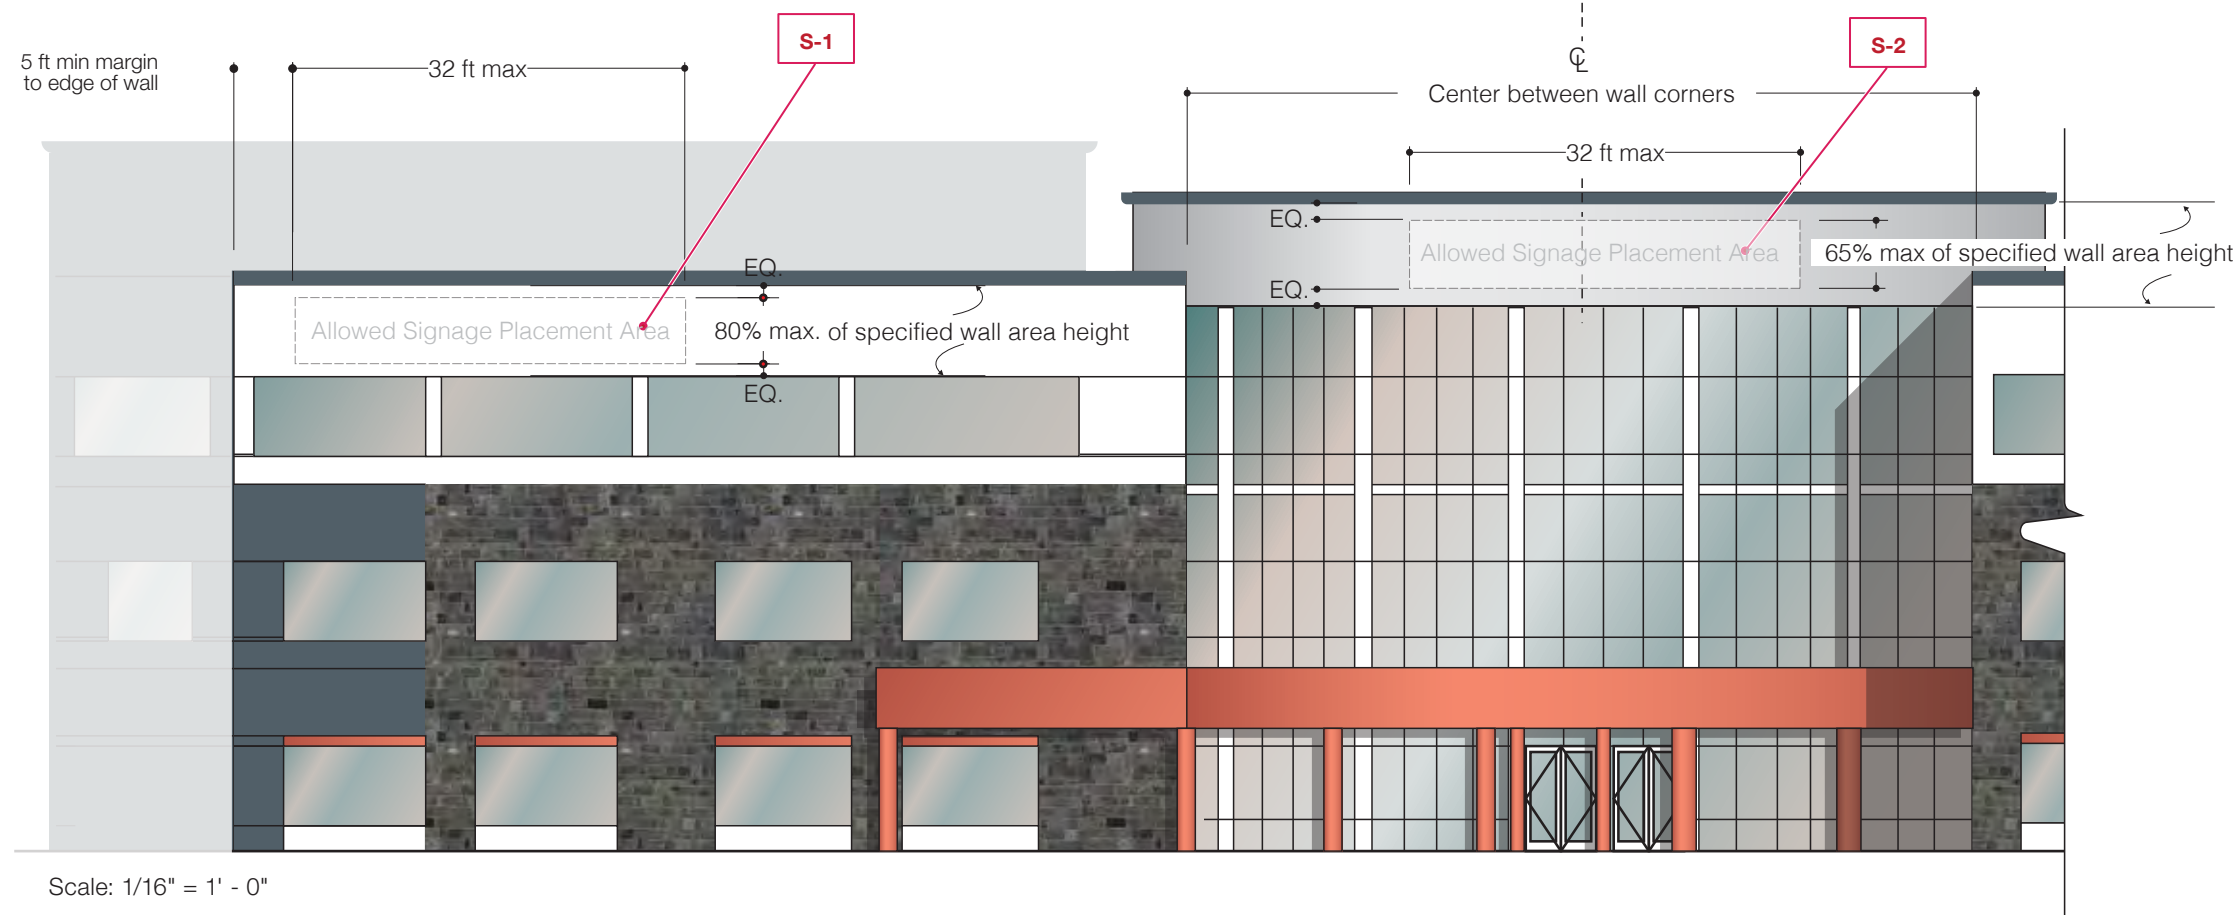 S-1
S-2
5 ft min margin
to edge of wall
32 ft max
℄
Center between wall corners
32 ft max
EQ.
Allowed Signage Placement Area
65% max of specified wall area height
EQ.
EQ.
Allowed Signage Placement Area
80% max. of specified wall area height
EQ.
Scale: 1/16" = 1' - 0"